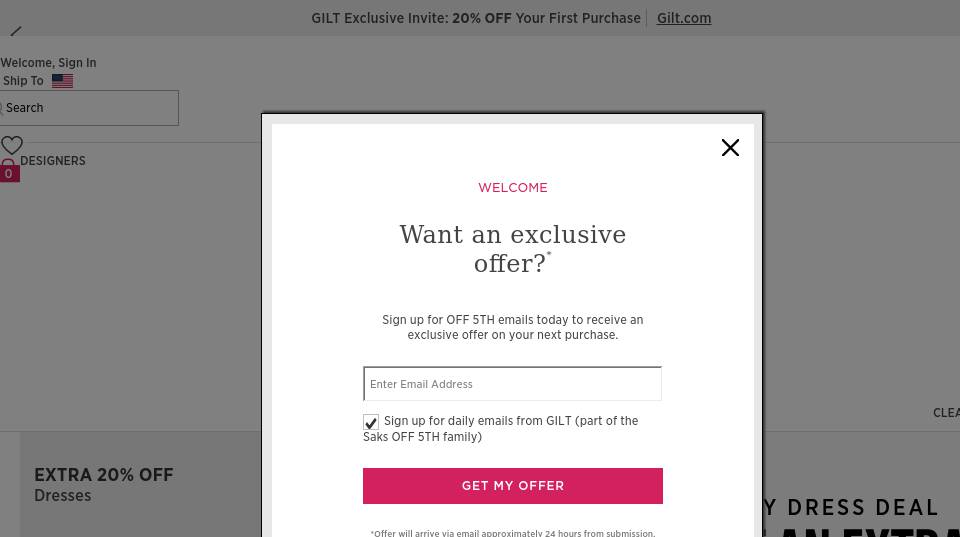 GILT Exclusive Invite: 20% OFF Your First Purchase Gilt.com
Welcome, Sign In
Ship To
Search
DESIGNERS
0
WELCOME
Want an exclusive
offer?*
Sign up for OFF 5TH emails today to receive an
exclusive offer on your next purchase.
Enter Email Address
Sign up for daily emails from GILT (part of the
Saks OFF 5TH family)
GET MY OFFER
*Offer will arrive via email approximately 24 hours from submission.
CLEA
EXTRA 20% OFF
Dresses
Y DRESS DEAL
AN EXTRA